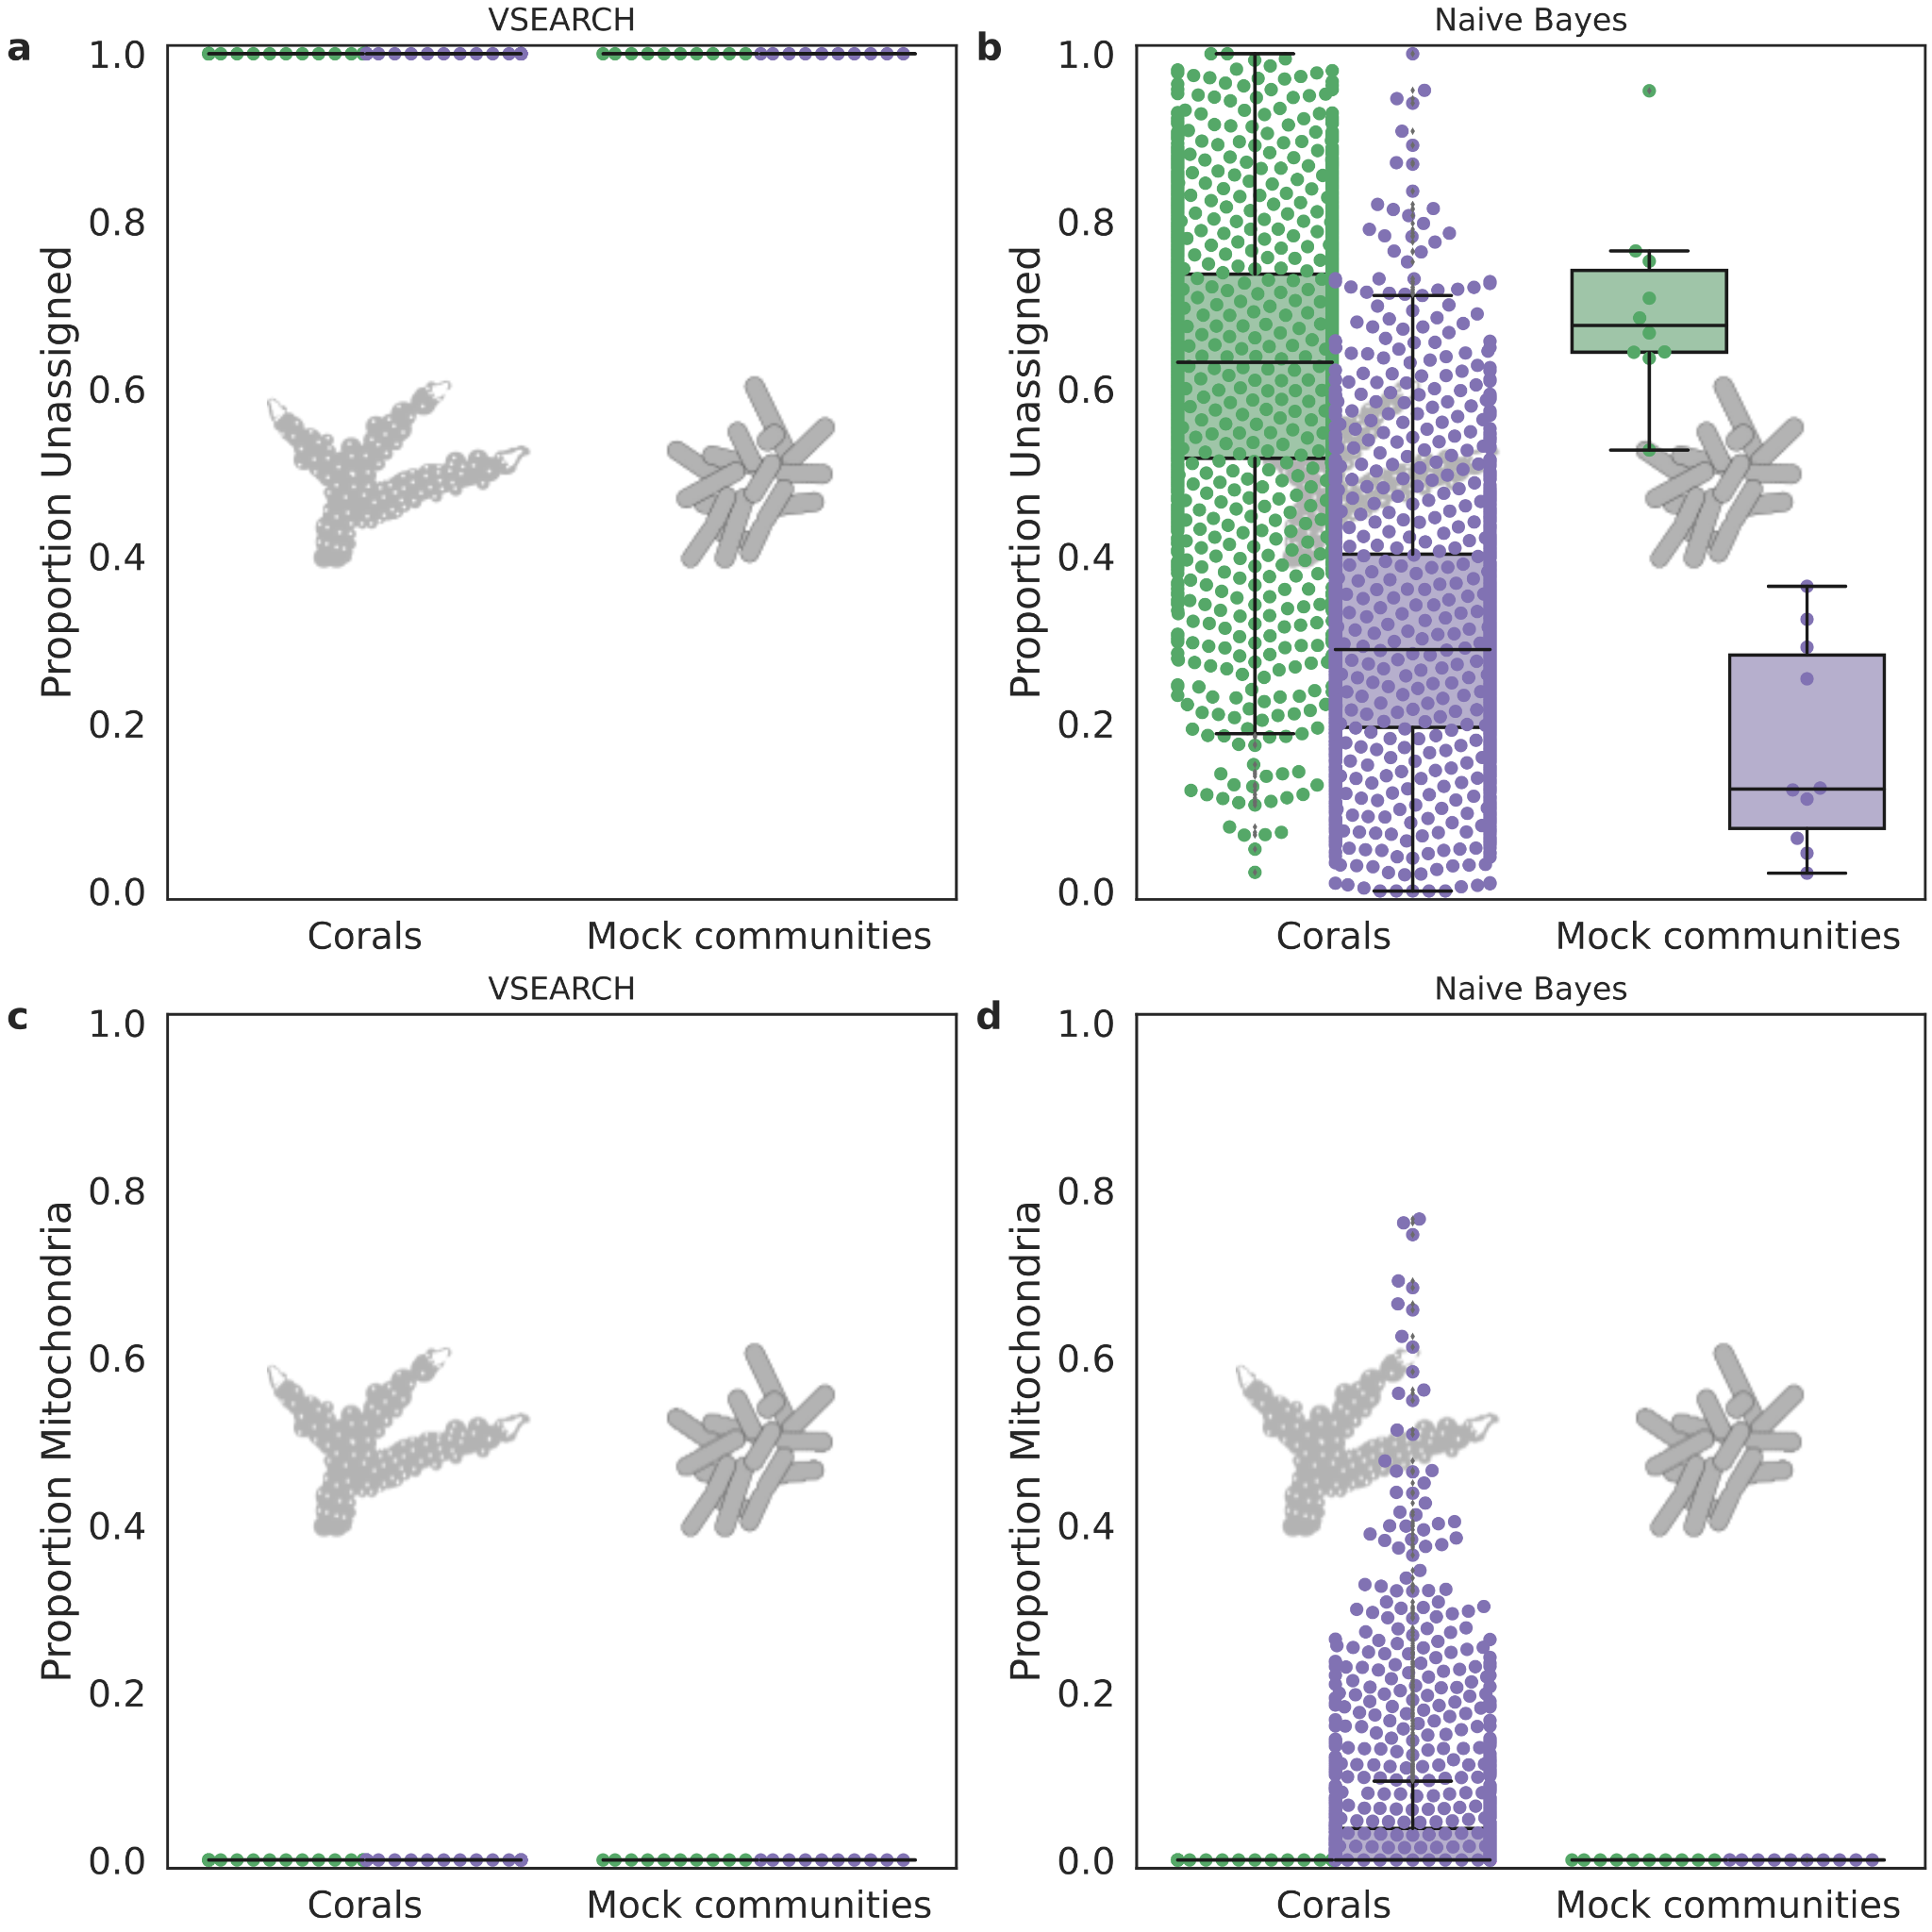 VSEARCH
a
1.0
0.8
0.6
0.4
0.2
0.0
Proportion Unassigned
Corals
Mock communities
Naive Bayes
b
1.0
0.8
0.6
0.4
0.2
0.0
Proportion Unassigned
Corals
Mock communities
VSEARCH
c
1.0
0.8
0.6
0.4
0.2
0.0
Proportion Mitochondria
Corals
Mock communities
Naive Bayes
d
1.0
0.8
0.6
0.4
0.2
0.0
Proportion Mitochondria
Corals
Mock communities